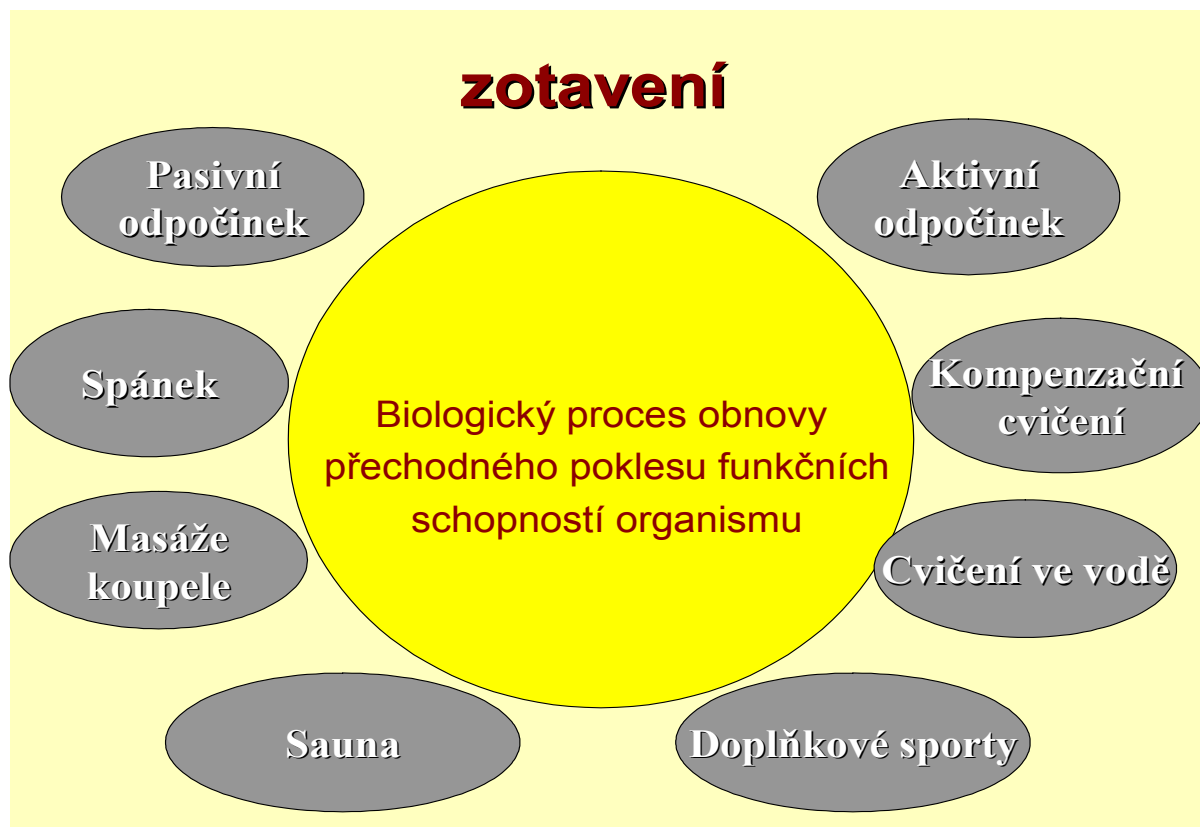 zotavení
Pasivní
odpočinek
Aktivní
odpočinek
Spánek
Kompenzační
cvičení
Biologický proces obnovy
přechodného poklesu funkčních
schopností organismu
Masáže
koupele
Cvičení ve vodě
Sauna
Doplňkové sporty